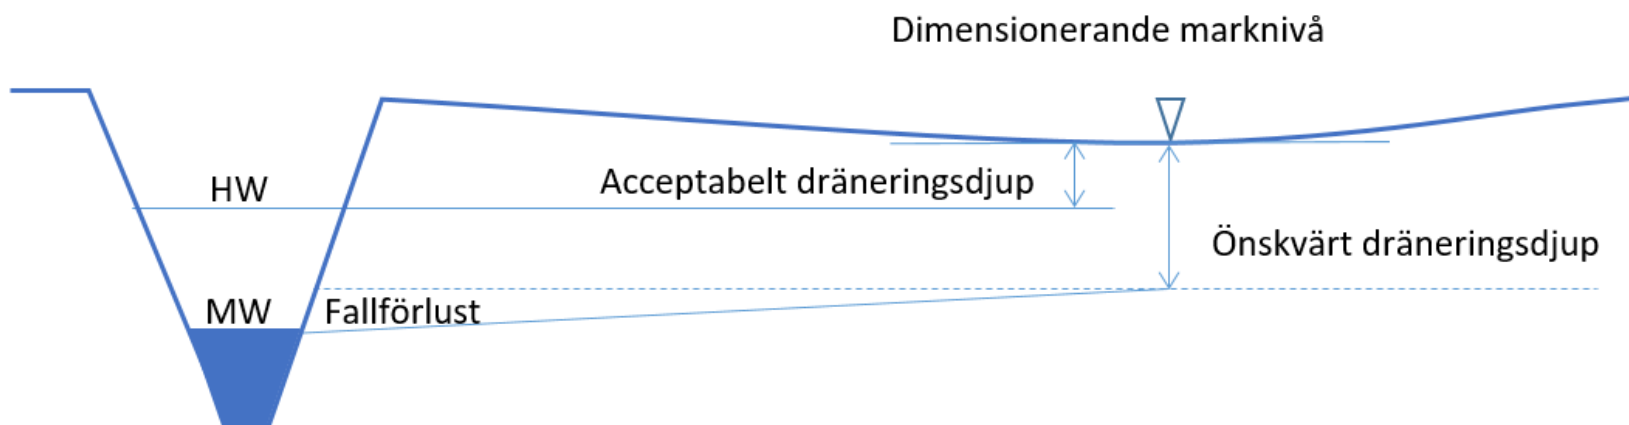 Dimensionerande marknivå
HW
Acceptabelt dräneringsdjup
Önskvärt dräneringsdjup
MW
Fallförlust